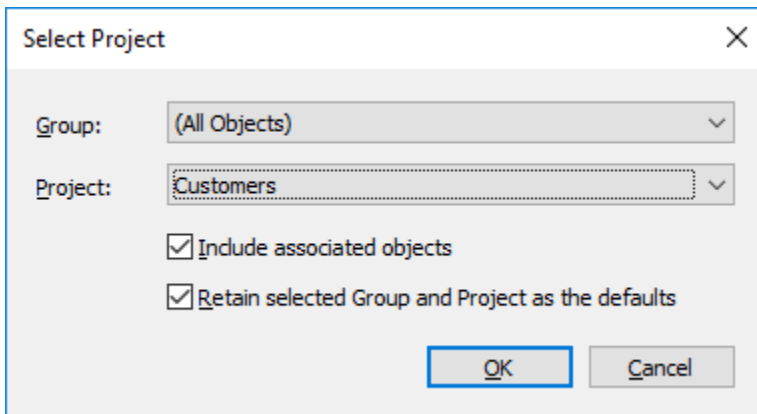 Select Project
Group: (All Objects)
Project: Customers
Include associated objects
Retain selected Group and Project as the defaults
OK Cancel